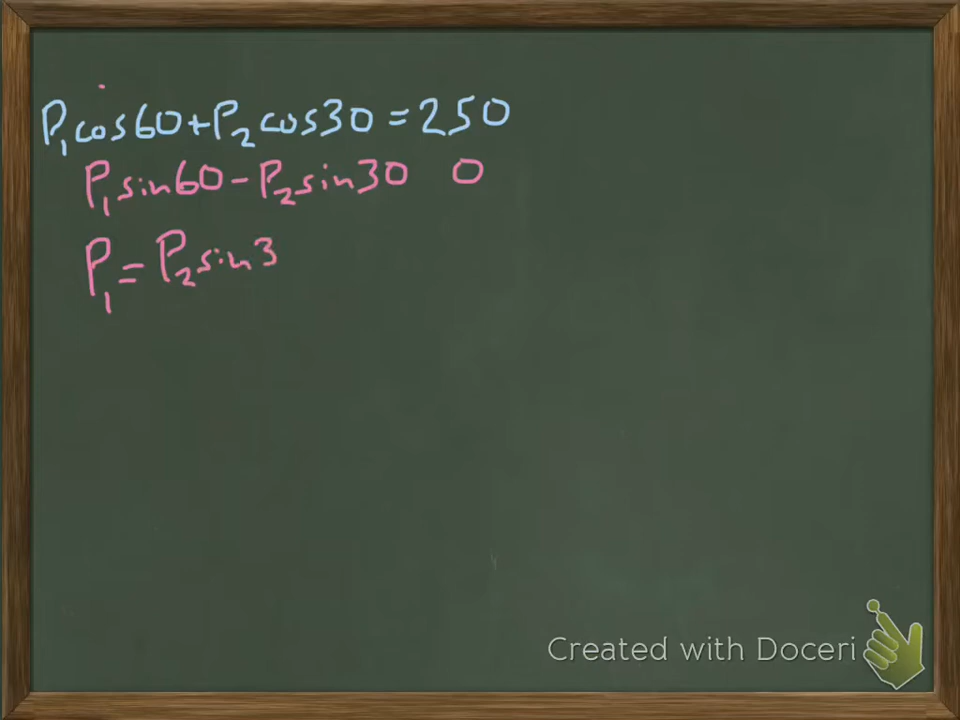 P₁cos60+P₂cos30=250
P₁sin60-P₂sin30 0
P₁=P₂sin3
Created with Doceri